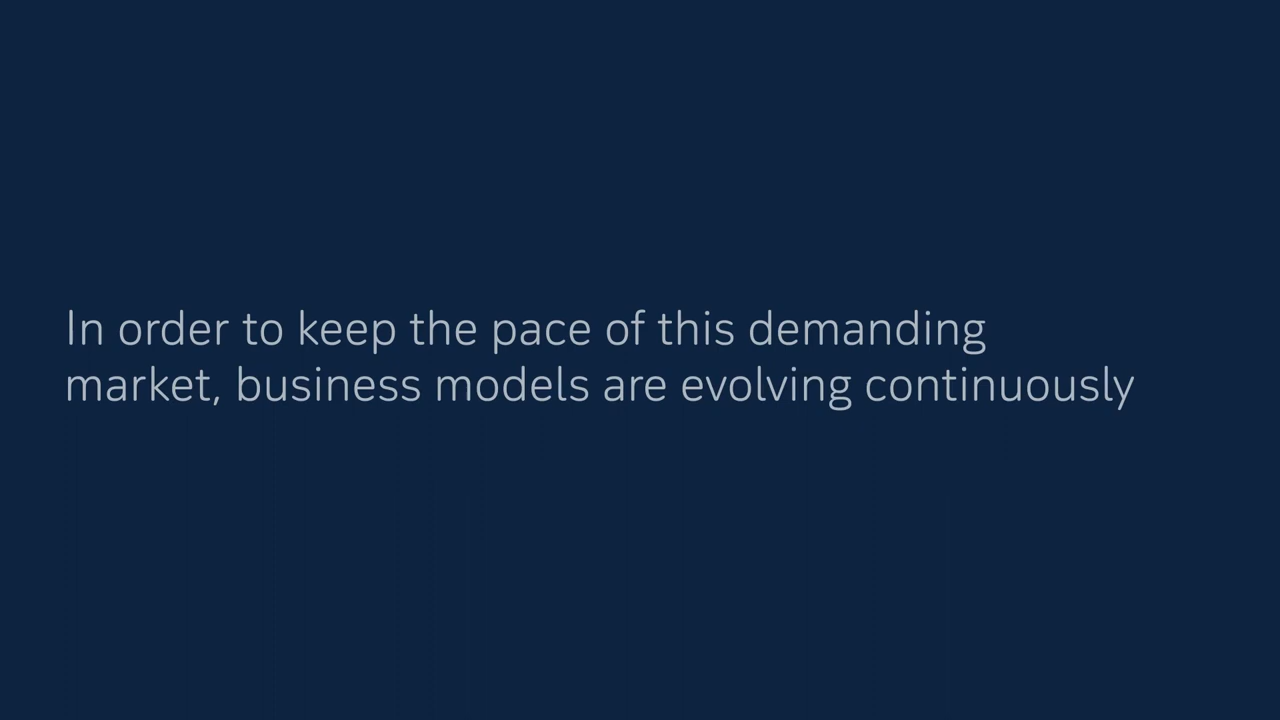 In order to keep the pace of this demanding
market, business models are evolving continuously